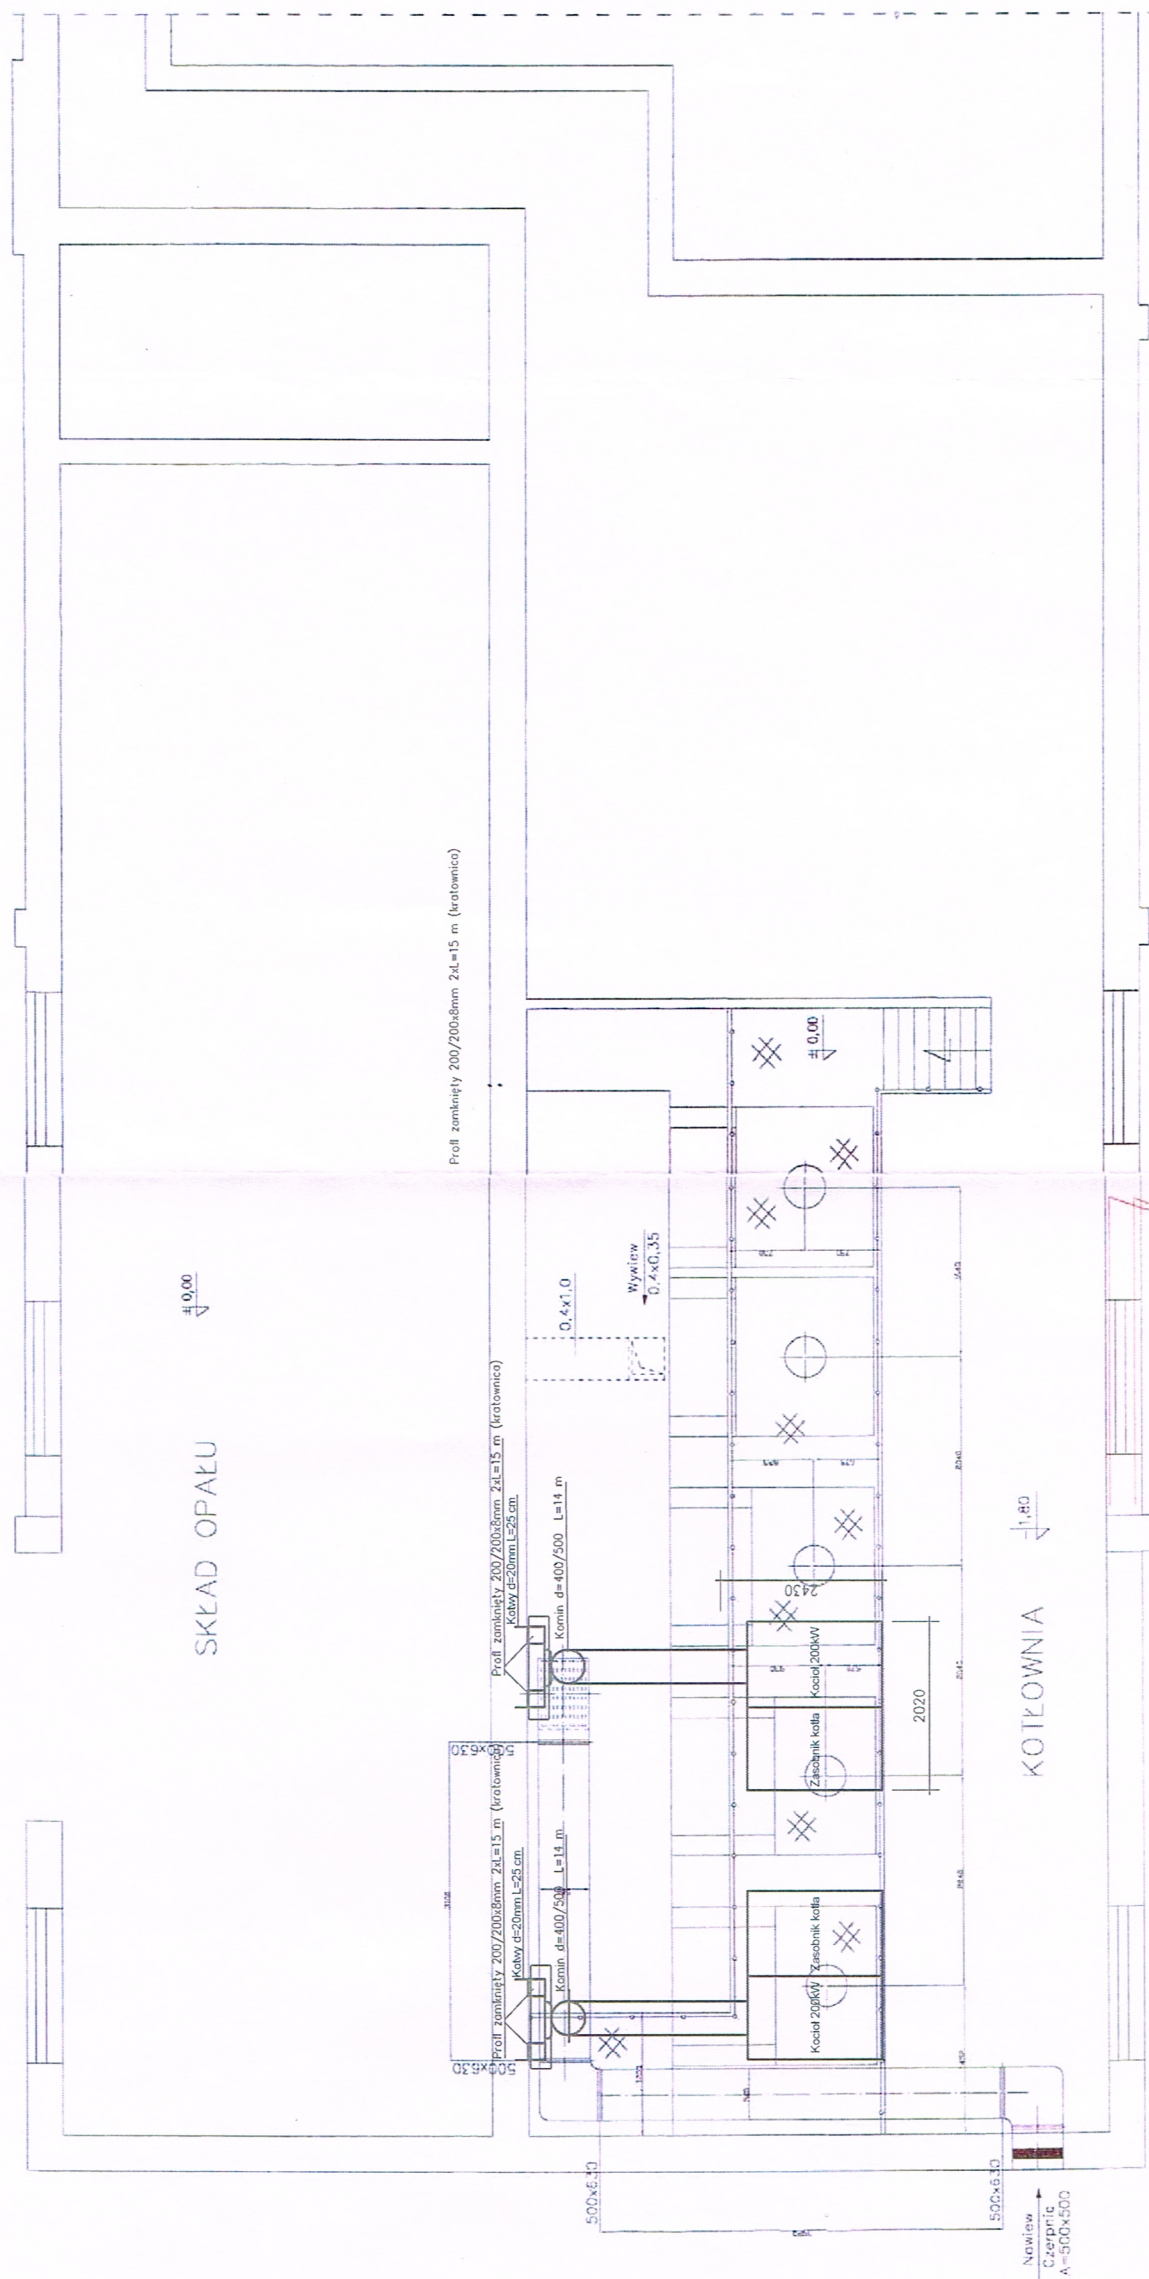 SKŁAD OPAŁU
± 0,00
Profil zamknięty 200/200x8mm 2xL=15 m (kratownica)
Profil zamknięty 200/200x8mm 2xL=15 m (kratownica)
Kotwy d=20mm L=25 cm
Komin d=400/500 L=14 m
Profil zamknięty 200/200x8mm 2xL=15 m (kratownica)
Kotwy d=20mm L=25 cm
Komin d=400/500 L=14 m
500x630
500x630
0,4x1,0
Wywiew
0,4x0,35
± 0,00
2430
Zasobnik kotła Kocioł 200kW
Kocioł 200kW Zasobnik kotła
2020
2040
2040
KOTŁOWNIA
-1,80
500x630
500x630
Nawiew
Czerpnia
A=500x500